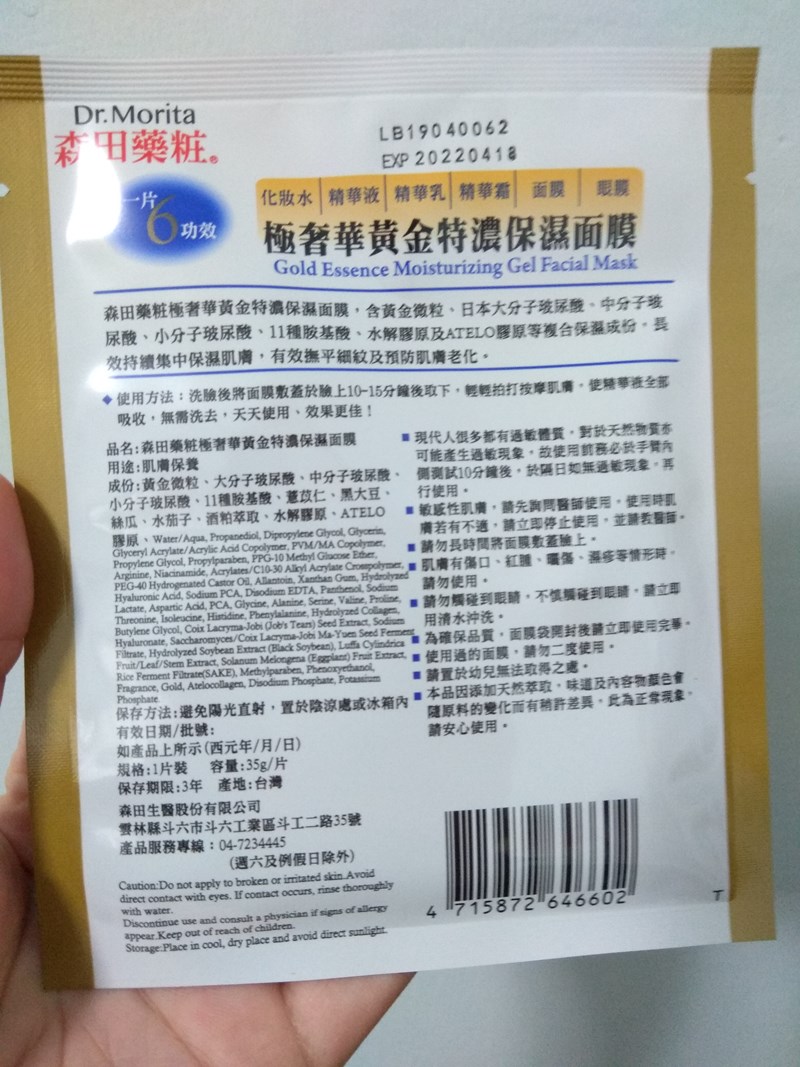 Dr.Morita
森田藥粧®
LB19040062
EXP 20220418
一片6功效
化妝水 精華液 精華乳 精華霜 面膜 眼膜
極奢華黃金特濃保濕面膜
Gold Essence Moisturizing Gel Facial Mask
森田藥粧極奢華黃金特濃保濕面膜，含黃金微粒、日本大分子玻尿酸、中分子玻
尿酸、小分子玻尿酸、11種胺基酸、水解膠原及ATELO膠原等複合保濕成份，長
效持續集中保濕肌膚，有效撫平細紋及預防肌膚老化。
◆使用方法：洗臉後將面膜敷蓋於臉上10-15分鐘後取下，輕輕拍打按摩肌膚，使精華液全部
吸收，無需洗去，天天使用、效果更佳！
品名:森田藥粧極奢華黃金特濃保濕面膜
用途:肌膚保養
成份:黃金微粒、大分子玻尿酸、中分子玻尿酸、
小分子玻尿酸、11種胺基酸、薏苡仁、黑大豆、
絲瓜、水茄子、酒粕萃取、水解膠原、ATELO
膠原、Water/Aqua, Propanediol, Dipropylene Glycol, Glycerin,
Glyceryl Acrylate/Acrylic Acid Copolymer, PVM/MA Copolymer,
Propylene Glycol, Propylparaben, PPG-10 Methyl Glucose Ether,
Arginine, Niacinamide, Acrylates/C10-30 Alkyl Acrylate Crosspolymer,
PEG-40 Hydrogenated Castor Oil, Allantoin, Xanthan Gum, Hydrolyzed
Hyaluronic Acid, Sodium PCA, Disodium EDTA, Panthenol, Sodium
Lactate, Aspartic Acid, PCA, Glycine, Alanine, Serine, Valine, Proline,
Threonine, Isoleucine, Histidine, Phenylalanine, Hydrolyzed Collagen,
Butylene Glycol, Coix Lacryma-Jobi (Job's Tears) Seed Extract, Sodium
Hyaluronate, Saccharomyces/Coix Lacryma-Jobi Ma-Yuen Seed Ferment
Filtrate, Hydrolyzed Soybean Extract (Black Soybean), Luffa Cylindrica
Fruit/Leaf/Stem Extract, Solanum Melongena (Eggplant) Fruit Extract,
Rice Ferment Filtrate(SAKE), Methylparaben, Phenoxyethanol,
Fragrance, Gold, Atelocollagen, Disodium Phosphate, Potassium
Phosphate
保存方法:避免陽光直射，置於陰涼處或冰箱內
有效日期/批號:
如產品上所示(西元年/月/日)
規格:1片裝 容量:35g/片
保存期限:3年 產地:台灣
森田生醫股份有限公司
雲林縣斗六市斗六工業區斗工二路35號
產品服務專線：04-7234445
(週六及例假日除外)
Caution:Do not apply to broken or irritated skin.Avoid
direct contact with eyes. If contact occurs, rinse thoroughly
with water.
Discontinue use and consult a physician if signs of allergy
appear.Keep out of reach of children.
Storage:Place in cool, dry place and avoid direct sunlight.
■現代人很多都有過敏體質，對於天然物質亦
可能產生過敏現象，故使用前務必於手臂內
側測試10分鐘後，於隔日如無過敏現象，再
行使用。
■敏感性肌膚，請先詢問醫師使用，使用時肌
膚若有不適，請立即停止使用，並請教醫師。
■請勿長時間將面膜敷蓋臉上。
■肌膚有傷口、紅腫、曬傷、濕疹等情形時，
請勿使用。
■請勿觸碰到眼睛，不慎觸碰到眼睛，請立即
用清水沖洗。
■為確保品質，面膜袋開封後請立即使用完畢。
■使用過的面膜，請勿二度使用。
■請置於幼兒無法取得之處。
■本品因添加天然萃取，味道及內容物顏色會
隨原料的變化而有稍許差異，此為正常現象，
請安心使用。
4 715872 646602
T